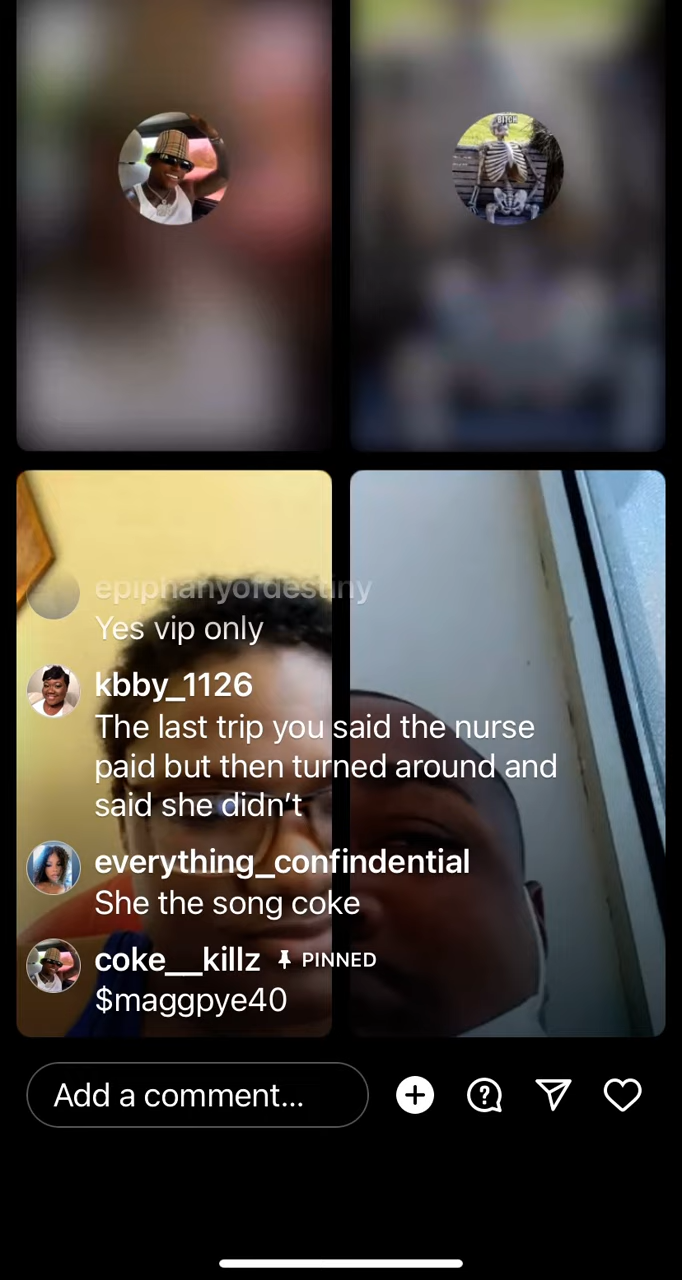 BITCH
epiphanyofdestiny
Yes vip only
kbby_1126
The last trip you said the nurse
paid but then turned around and
said she didn’t
everything_confindential
She the song coke
coke__killz PINNED
$maggpye40
Add a comment...